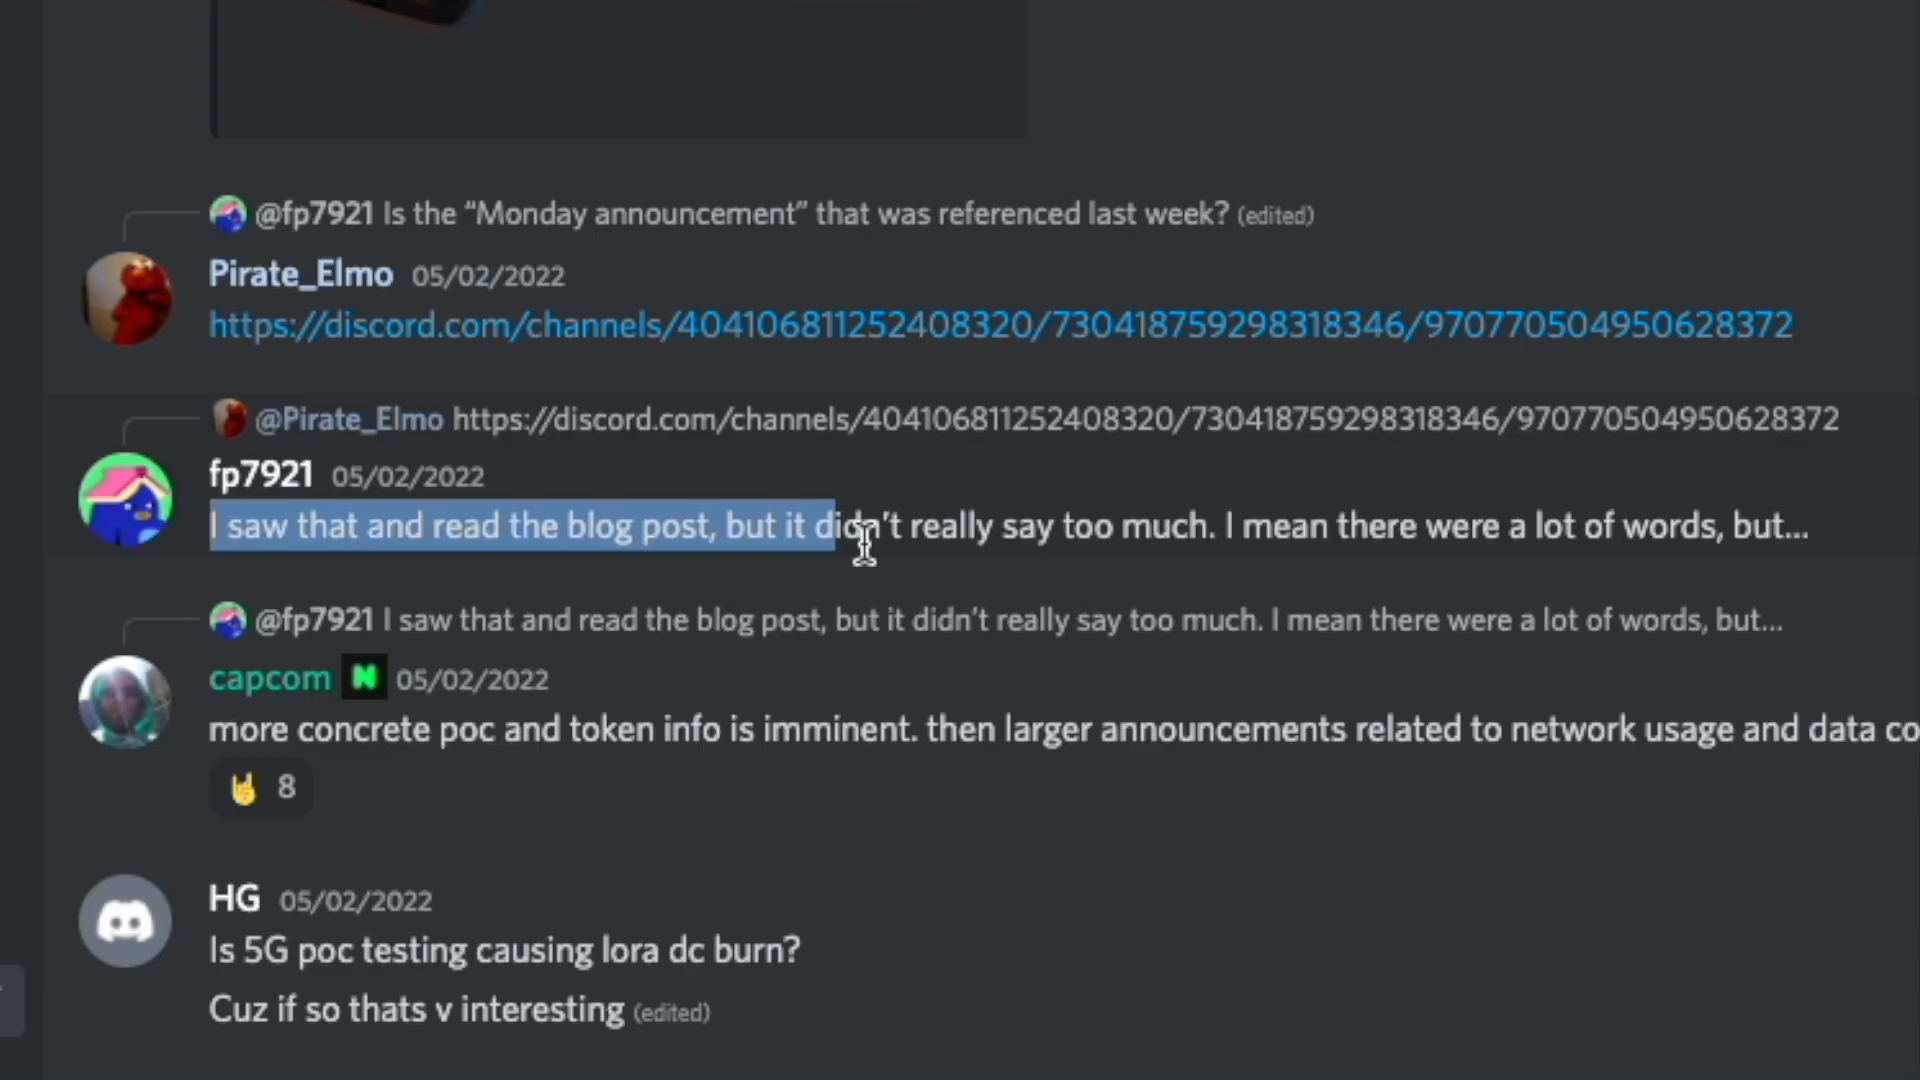 @fp7921 Is the “Monday announcement” that was referenced last week? (edited)
Pirate_Elmo 05/02/2022
https://discord.com/channels/404106811252408320/730418759298318346/970770504950628372
@Pirate_Elmo https://discord.com/channels/404106811252408320/730418759298318346/970770504950628372
fp7921 05/02/2022
I saw that and read the blog post, but it didn’t really say too much. I mean there were a lot of words, but...
@fp7921 I saw that and read the blog post, but it didn’t really say too much. I mean there were a lot of words, but...
capcom N 05/02/2022
more concrete poc and token info is imminent. then larger announcements related to network usage and data co
8
HG 05/02/2022
Is 5G poc testing causing lora dc burn?
Cuz if so thats v interesting (edited)